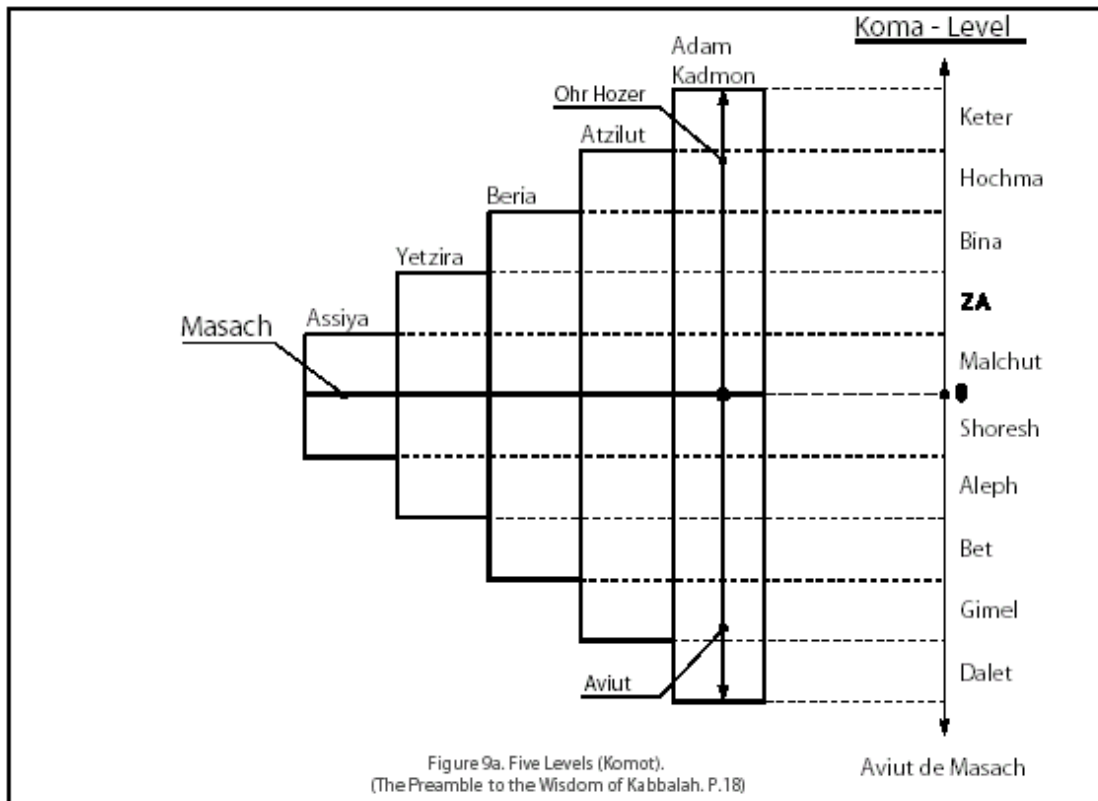 Koma - Level
Adam
Kadmon
Ohr Hozer
Keter
Atzilut
Hochma
Beria
Bina
Yetzira
ZA
Masach
Assiya
Malchut
0
Shoresh
Aleph
Bet
Gimel
Aviut
Dalet
Figure 9a. Five Levels (Komot).
(The Preamble to the Wisdom of Kabbalah. P.18)
Aviut de Masach